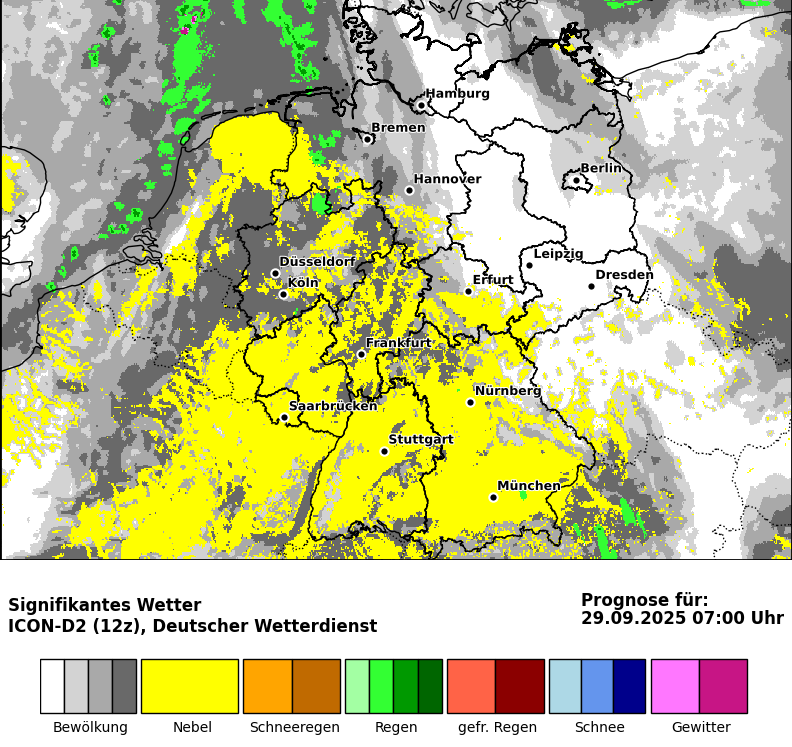 Hamburg
Bremen
Hannover
Berlin
Düsseldorf
Köln
Leipzig
Erfurt
Dresden
Frankfurt
Nürnberg
Saarbrücken
Stuttgart
München
Signifikantes Wetter
ICON-D2 (12z), Deutscher Wetterdienst
Prognose für:
29.09.2025 07:00 Uhr
Bewölkung Nebel Schneeregen Regen gefr. Regen Schnee Gewitter